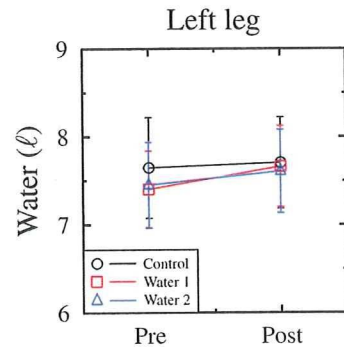 Left leg
9
8
7
6
Water (ℓ)
Control
Water 1
Water 2
Pre Post